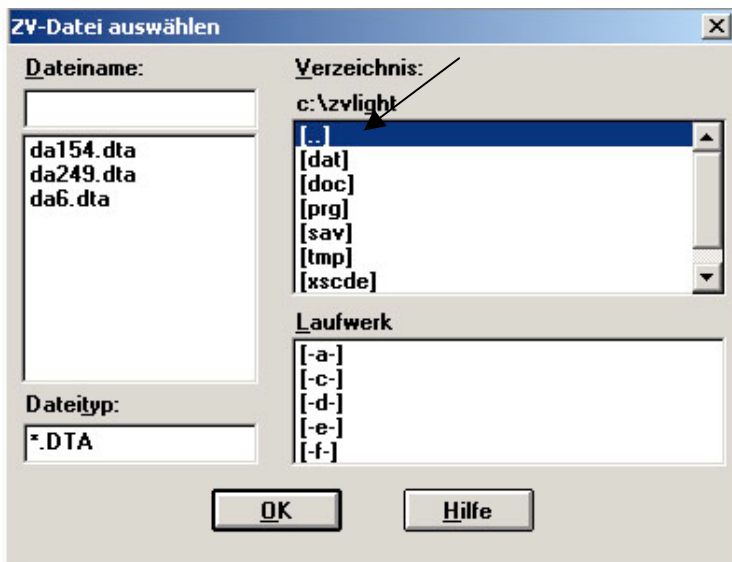 ZV-Datei auswählen
Dateiname:
da154.dta
da249.dta
da6.dta
Dateityp:
*.DTA
Verzeichnis:
c:\zvlight
[..]
[dat]
[doc]
[prg]
[sav]
[tmp]
[xscde]
Laufwerk
[-a-]
[-c-]
[-d-]
[-e-]
[-f-]
OK
Hilfe